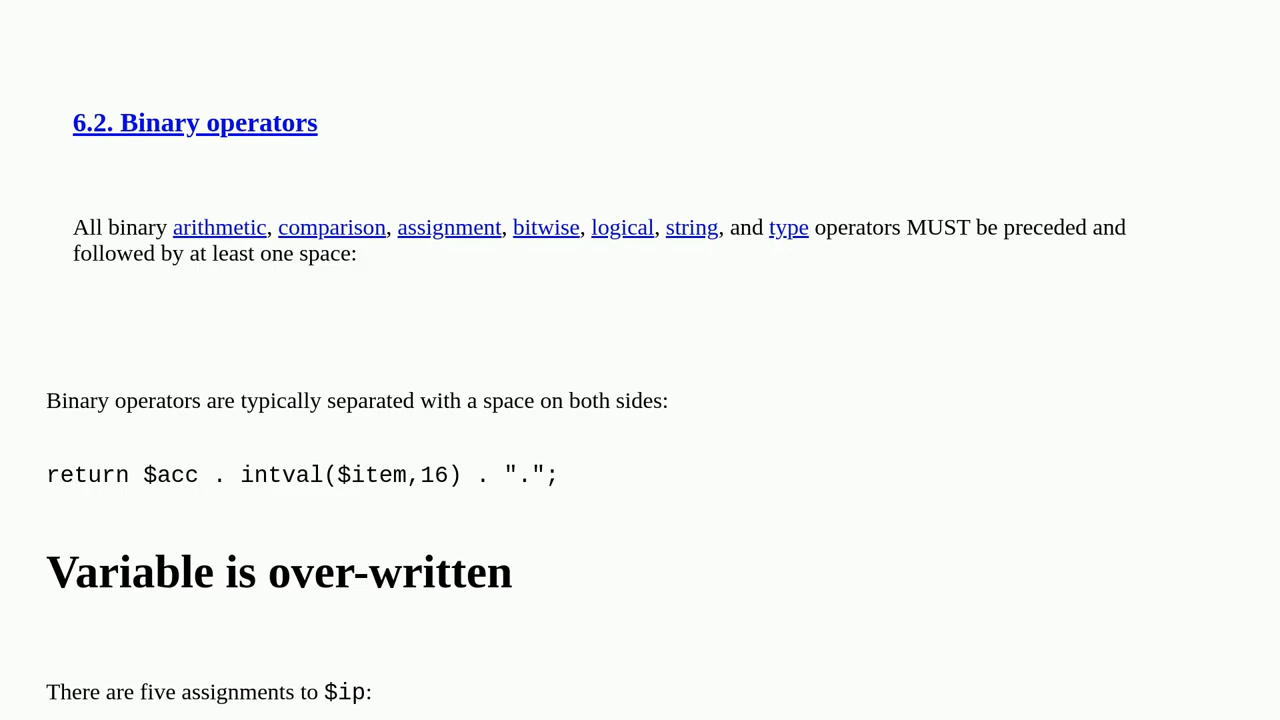 6.2. Binary operators
All binary arithmetic, comparison, assignment, bitwise, logical, string, and type operators MUST be preceded and
followed by at least one space:
Binary operators are typically separated with a space on both sides:
return $acc . intval($item,16) . ".";
Variable is over-written
There are five assignments to $ip: